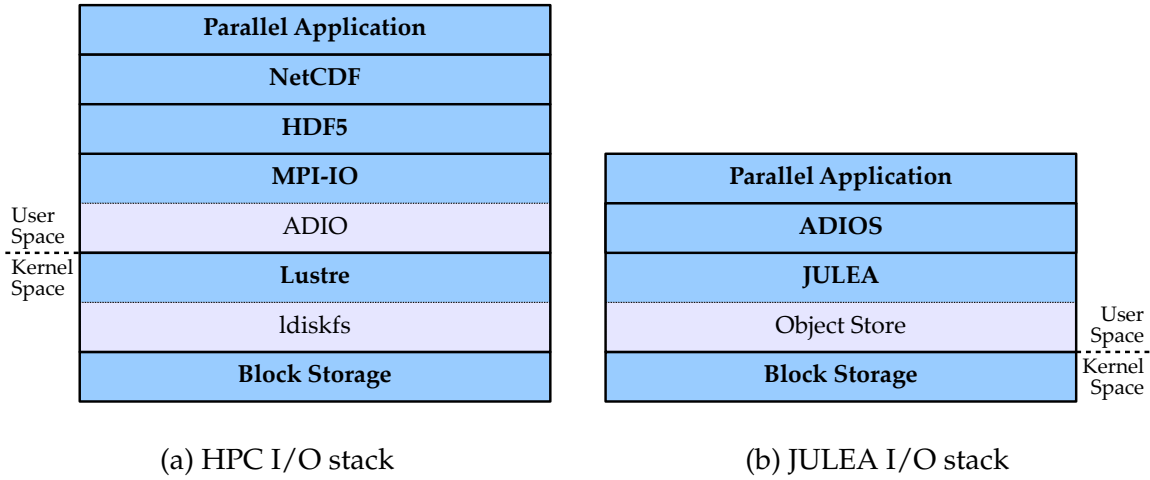 Parallel Application
NetCDF
HDF5
MPI-IO
ADIO
Lustre
ldiskfs
Block Storage
User
Space
Kernel
Space
(a) HPC I/O stack
Parallel Application
ADIOS
JULEA
Object Store
Block Storage
User
Space
Kernel
Space
(b) JULEA I/O stack